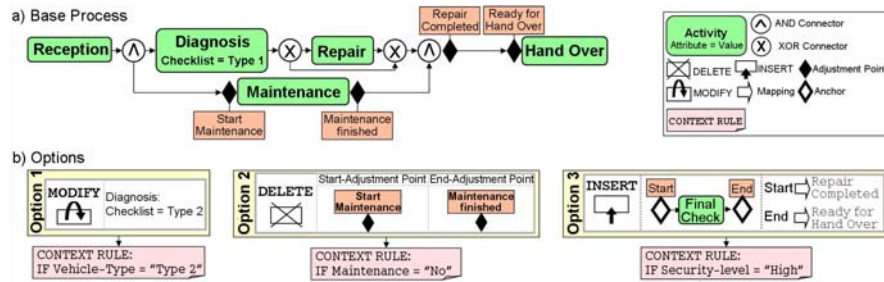 a) Base Process
Reception
Diagnosis
Checklist = Type 1
Repair
Maintenance
Start
Maintenance
Maintenance
finished
Repair
Completed
Ready for
Hand Over
Hand Over
Activity
Attribute = Value
AND Connector
XOR Connector
DELETE
INSERT
Adjustment Point
MODIFY
Mapping
Anchor
CONTEXT RULE
b) Options
Option 1
MODIFY
Diagnosis:
Checklist = Type 2
CONTEXT RULE:
IF Vehicle-Type = "Type 2"
Option 2
DELETE
Start-Adjustment Point
End-Adjustment Point
Start
Maintenance
Maintenance
finished
CONTEXT RULE:
IF Maintenance = "No"
Option 3
INSERT
Start
Final
Check
End
Start
Repair
Completed
End
Ready for
Hand Over
CONTEXT RULE:
IF Security-level = "High"